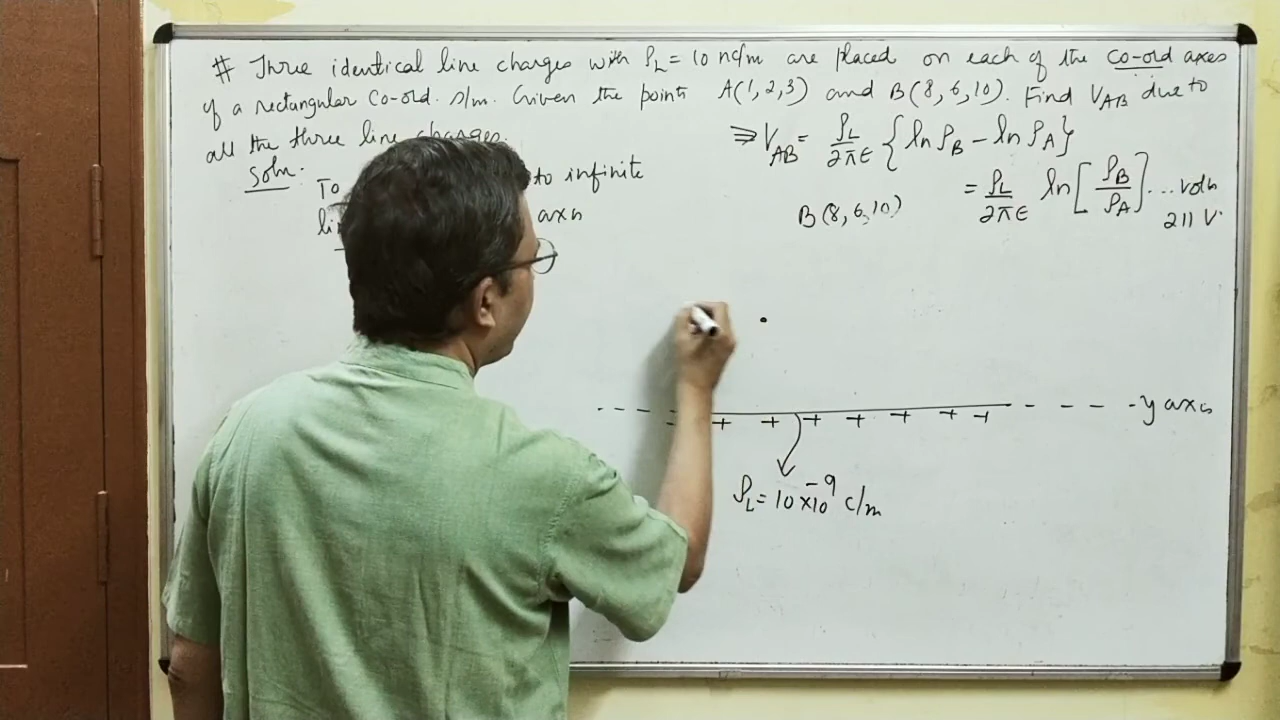 # Three identical line charges with ρL = 10 nc/m are placed on each of the co-ord axes
of a rectangular co-ord. s/m. Given the points A(1,2,3) and B(8,6,10). Find VAB due to
all the three line charges.
Soln.
To
to infinite
axis
⇒ VAB = ρL/2πϵ {ln ρB − ln ρA}
= ρL/2πϵ ln[ρB/ρA] ... volts
211 V.
B(8,6,10)
+ + + + + +
- y axis
ρL = 10×10⁻⁹ c/m